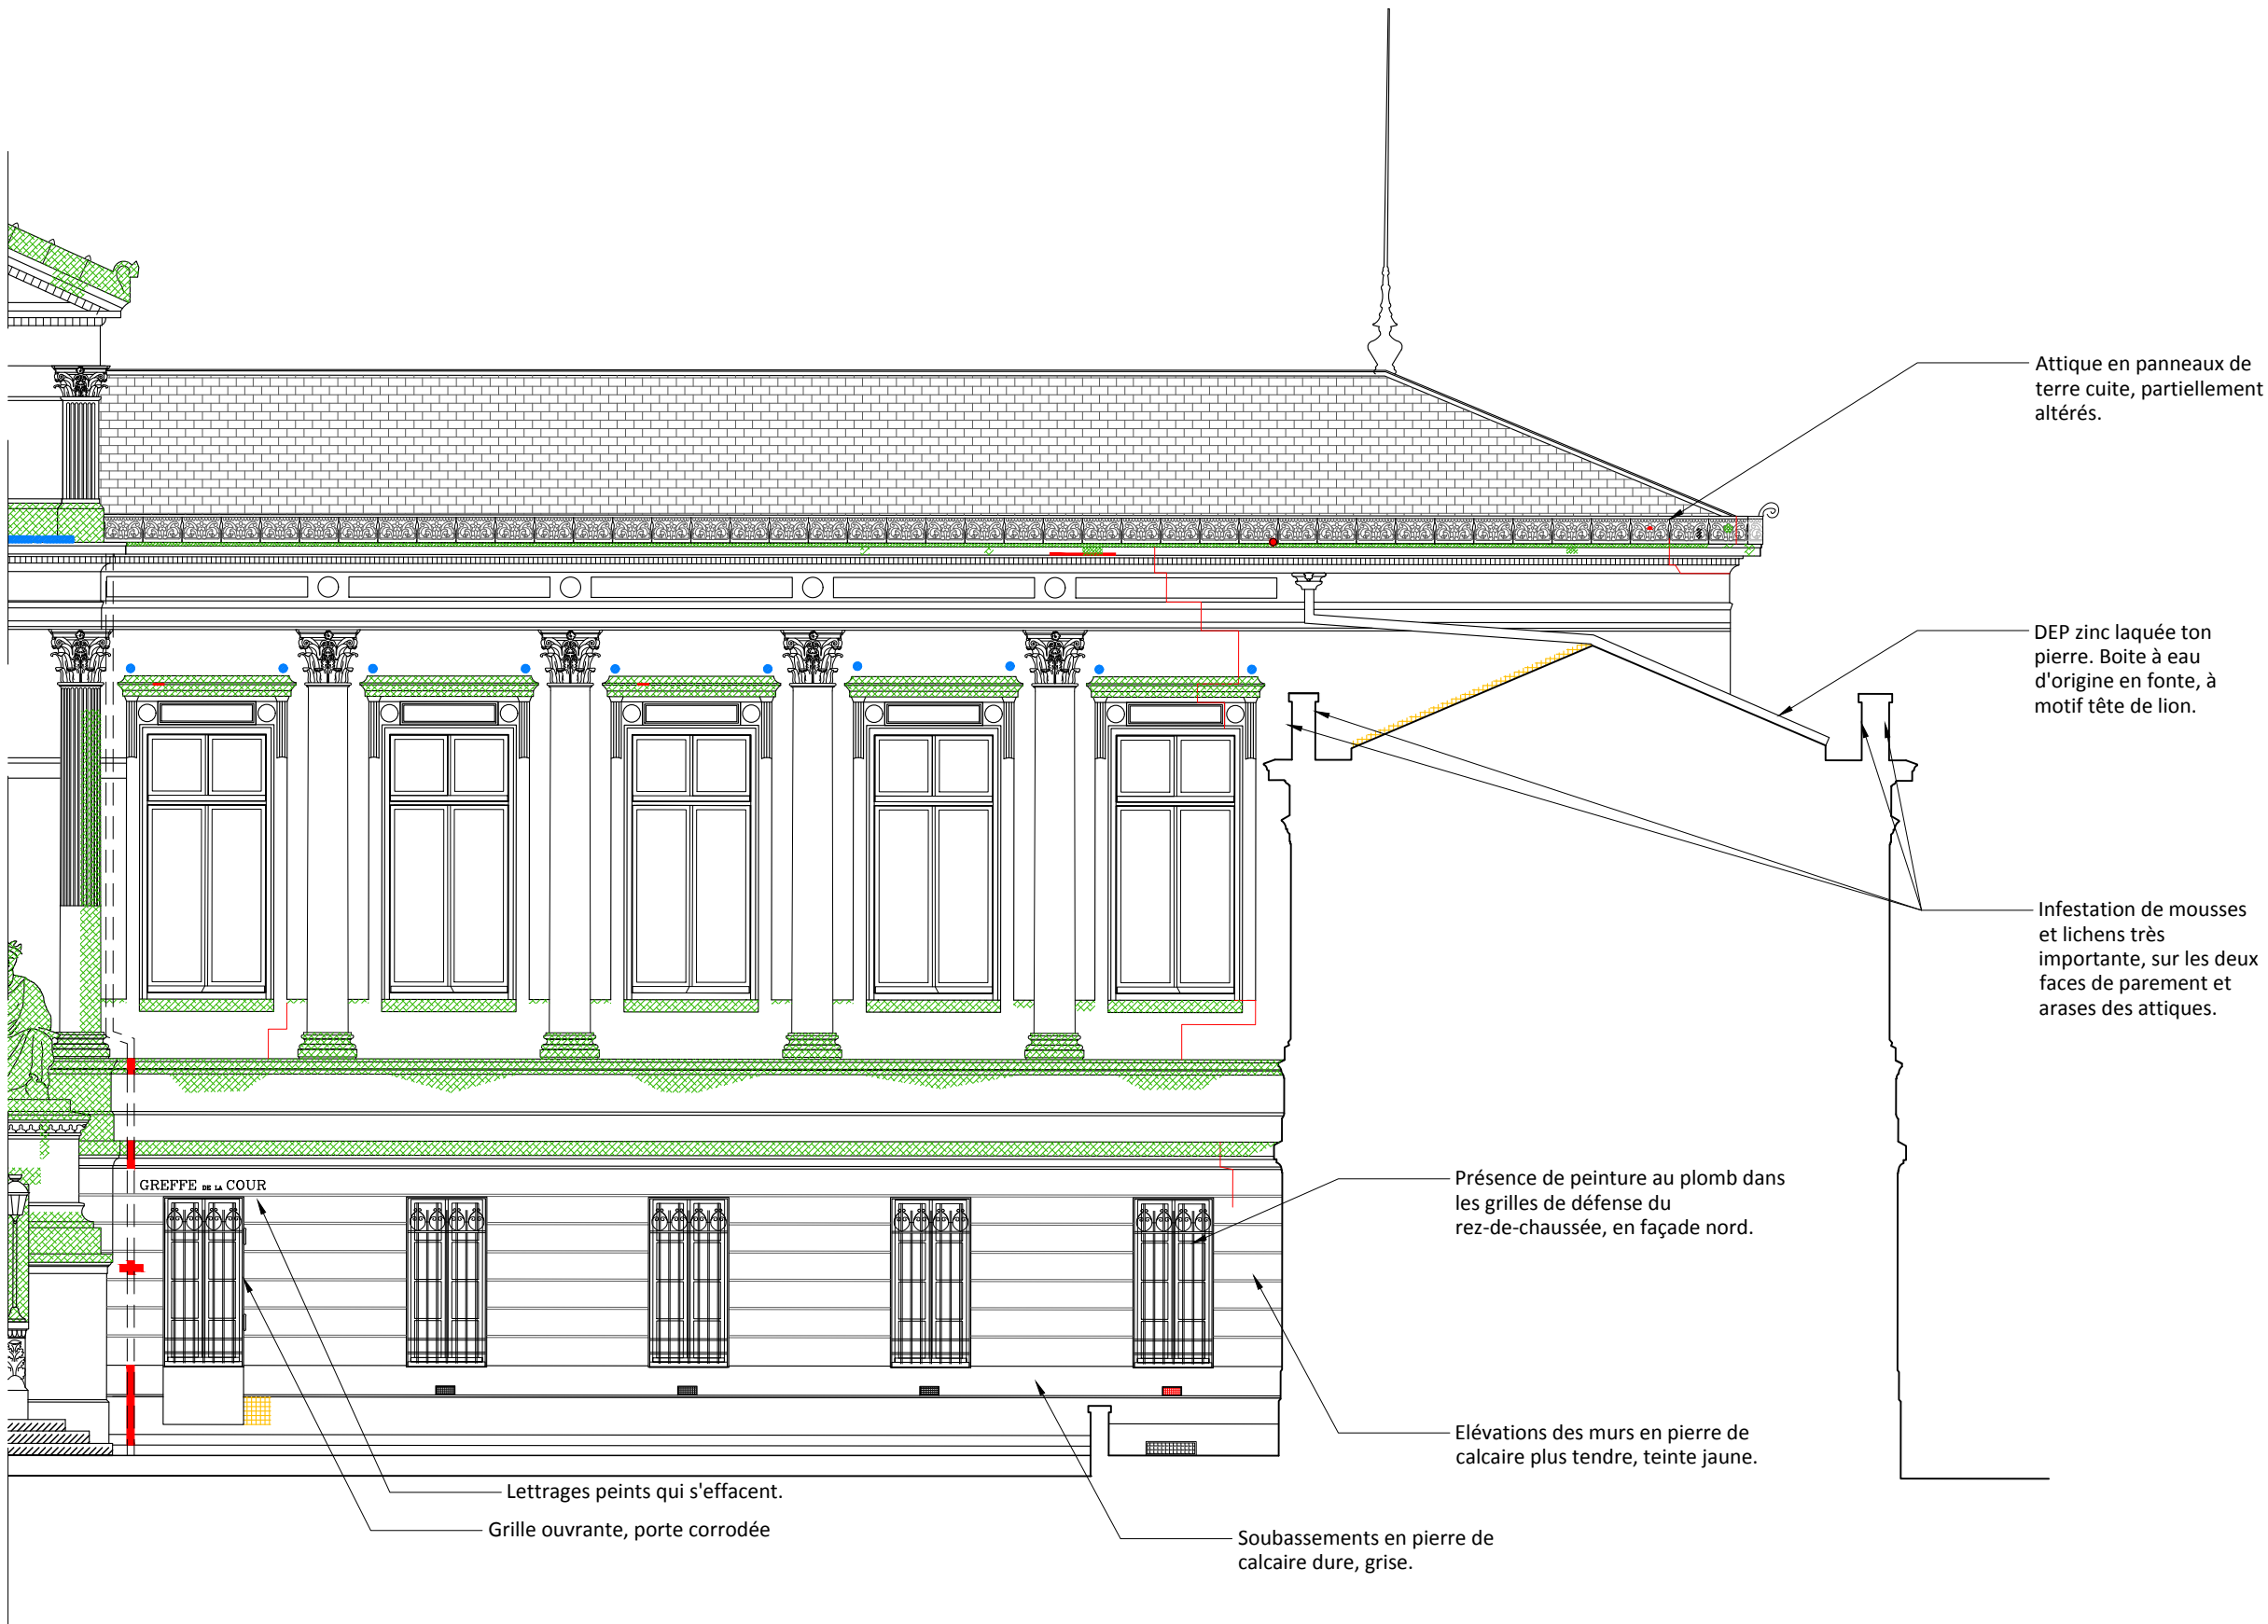 Attique en panneaux de
terre cuite, partiellement
altérés.
DEP zinc laquée ton
pierre. Boite à eau
d'origine en fonte, à
motif tête de lion.
Infestation de mousses
et lichens très
importante, sur les deux
faces de parement et
arases des attiques.
GREFFE DE LA COUR
Présence de peinture au plomb dans
les grilles de défense du
rez-de-chaussée, en façade nord.
Elévations des murs en pierre de
calcaire plus tendre, teinte jaune.
Lettrages peints qui s'effacent.
Grille ouvrante, porte corrodée
Soubassements en pierre de
calcaire dure, grise.